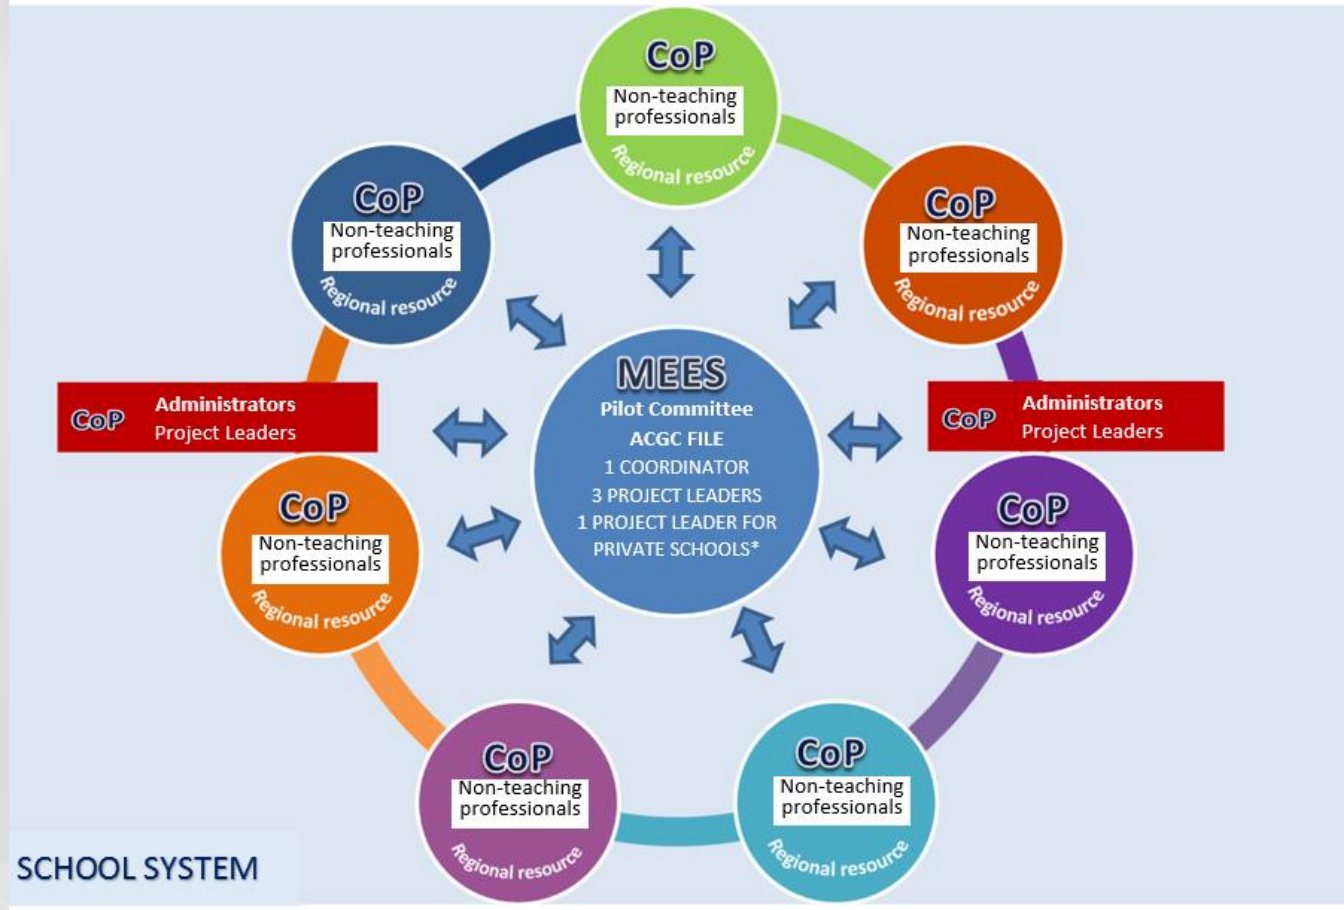 CoP
Non-teaching
professionals
Regional resource
CoP
Non-teaching
professionals
Regional resource
CoP
Non-teaching
professionals
Regional resource
CoP
Administrators
Project Leaders
MEES
Pilot Committee
ACGC FILE
1 COORDINATOR
3 PROJECT LEADERS
1 PROJECT LEADER FOR
PRIVATE SCHOOLS*
CoP
Administrators
Project Leaders
CoP
Non-teaching
professionals
Regional resource
CoP
Non-teaching
professionals
Regional resource
CoP
Non-teaching
professionals
Regional resource
CoP
Non-teaching
professionals
Regional resource
SCHOOL SYSTEM